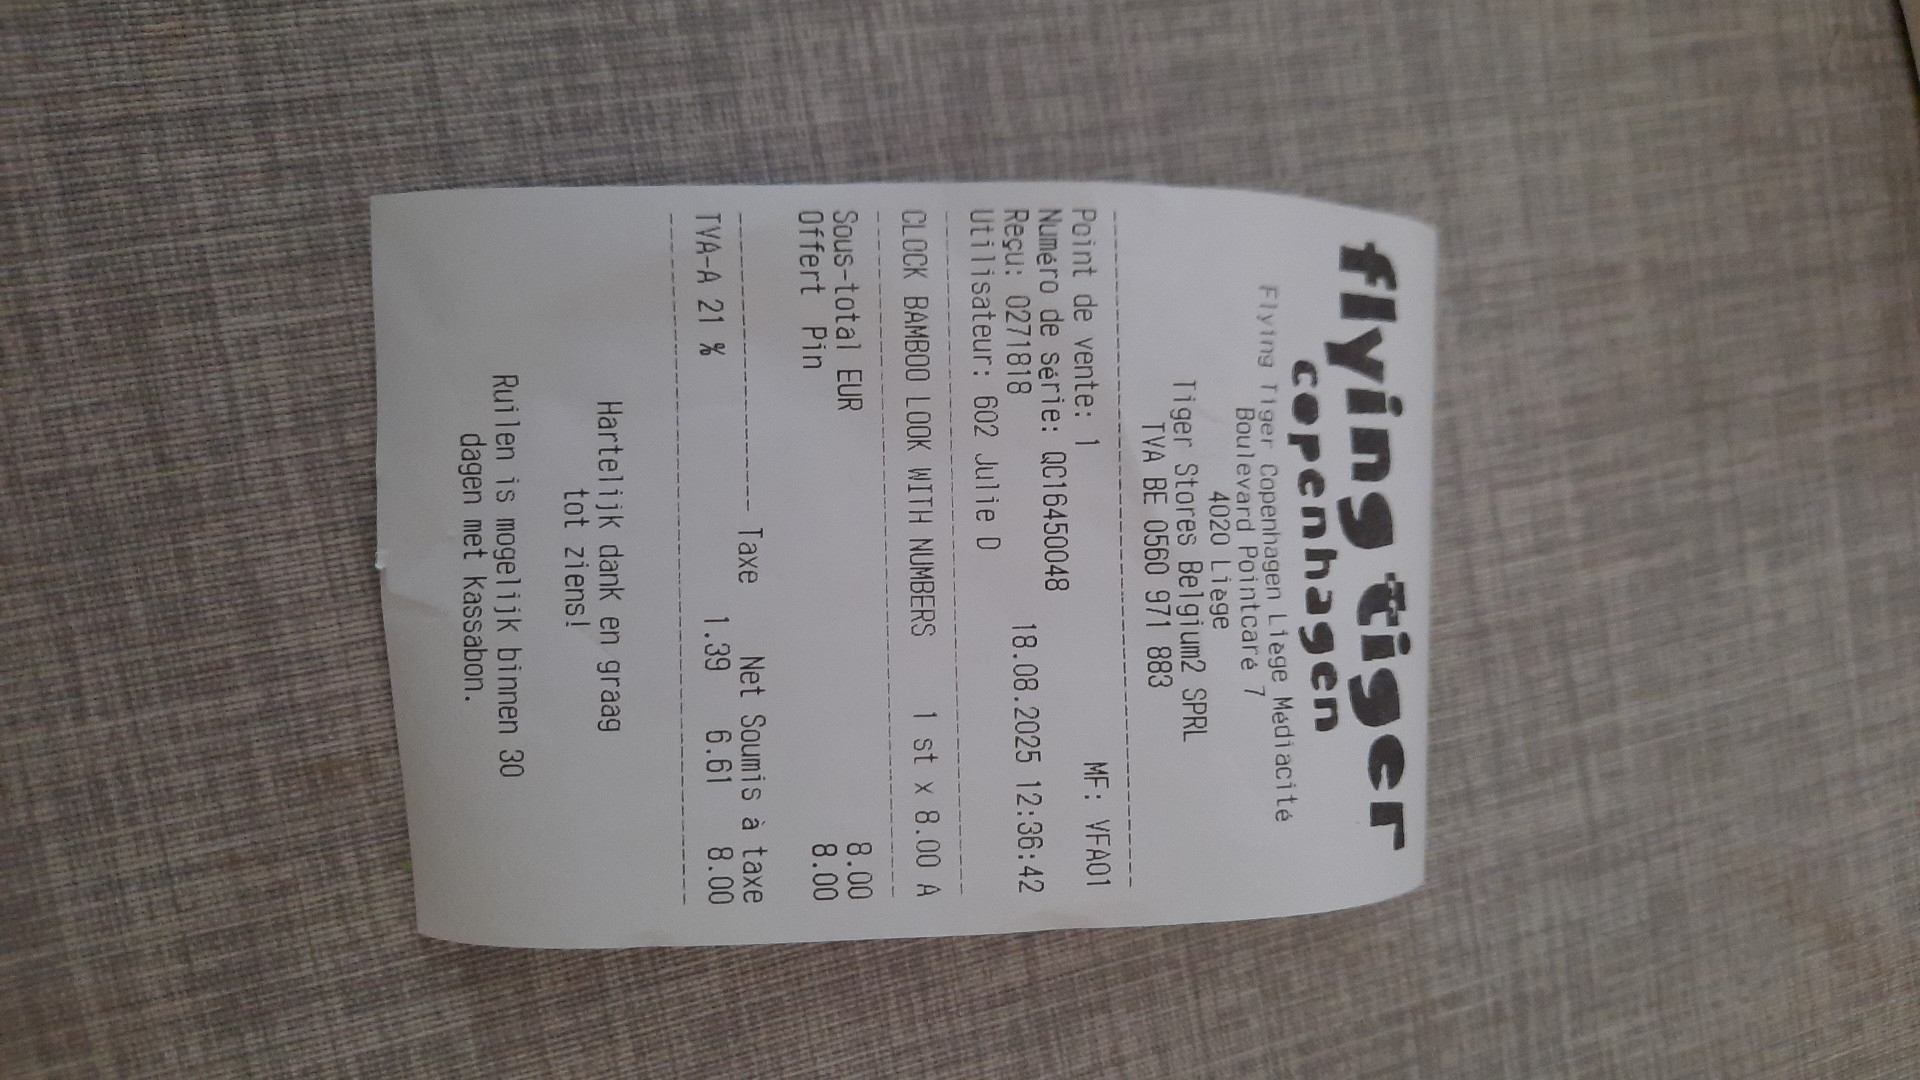 flying tiger
copenhagen
Flying Tiger Copenhagen Liège Médiacité
Boulevard Pointcaré 7
4020 Liège
Tiger Stores Belgium2 SPRL
TVA BE 0560 971 883
Point de vente: 1 MF: VFA01
Numéro de série: QC16450048
Reçu: 0271818 18.08.2025 12:36:42
Utilisateur: 602 Julie D
CLOCK BAMBOO LOOK WITH NUMBERS 1 st x 8.00 A
Sous-total EUR 8.00
Offert Pin 8.00
Taxe Net Soumis à taxe
TVA-A 21 % 1.39 6.61 8.00
Hartelijk dank en graag
tot ziens!
Ruilen is mogelijk binnen 30
dagen met kassabon.